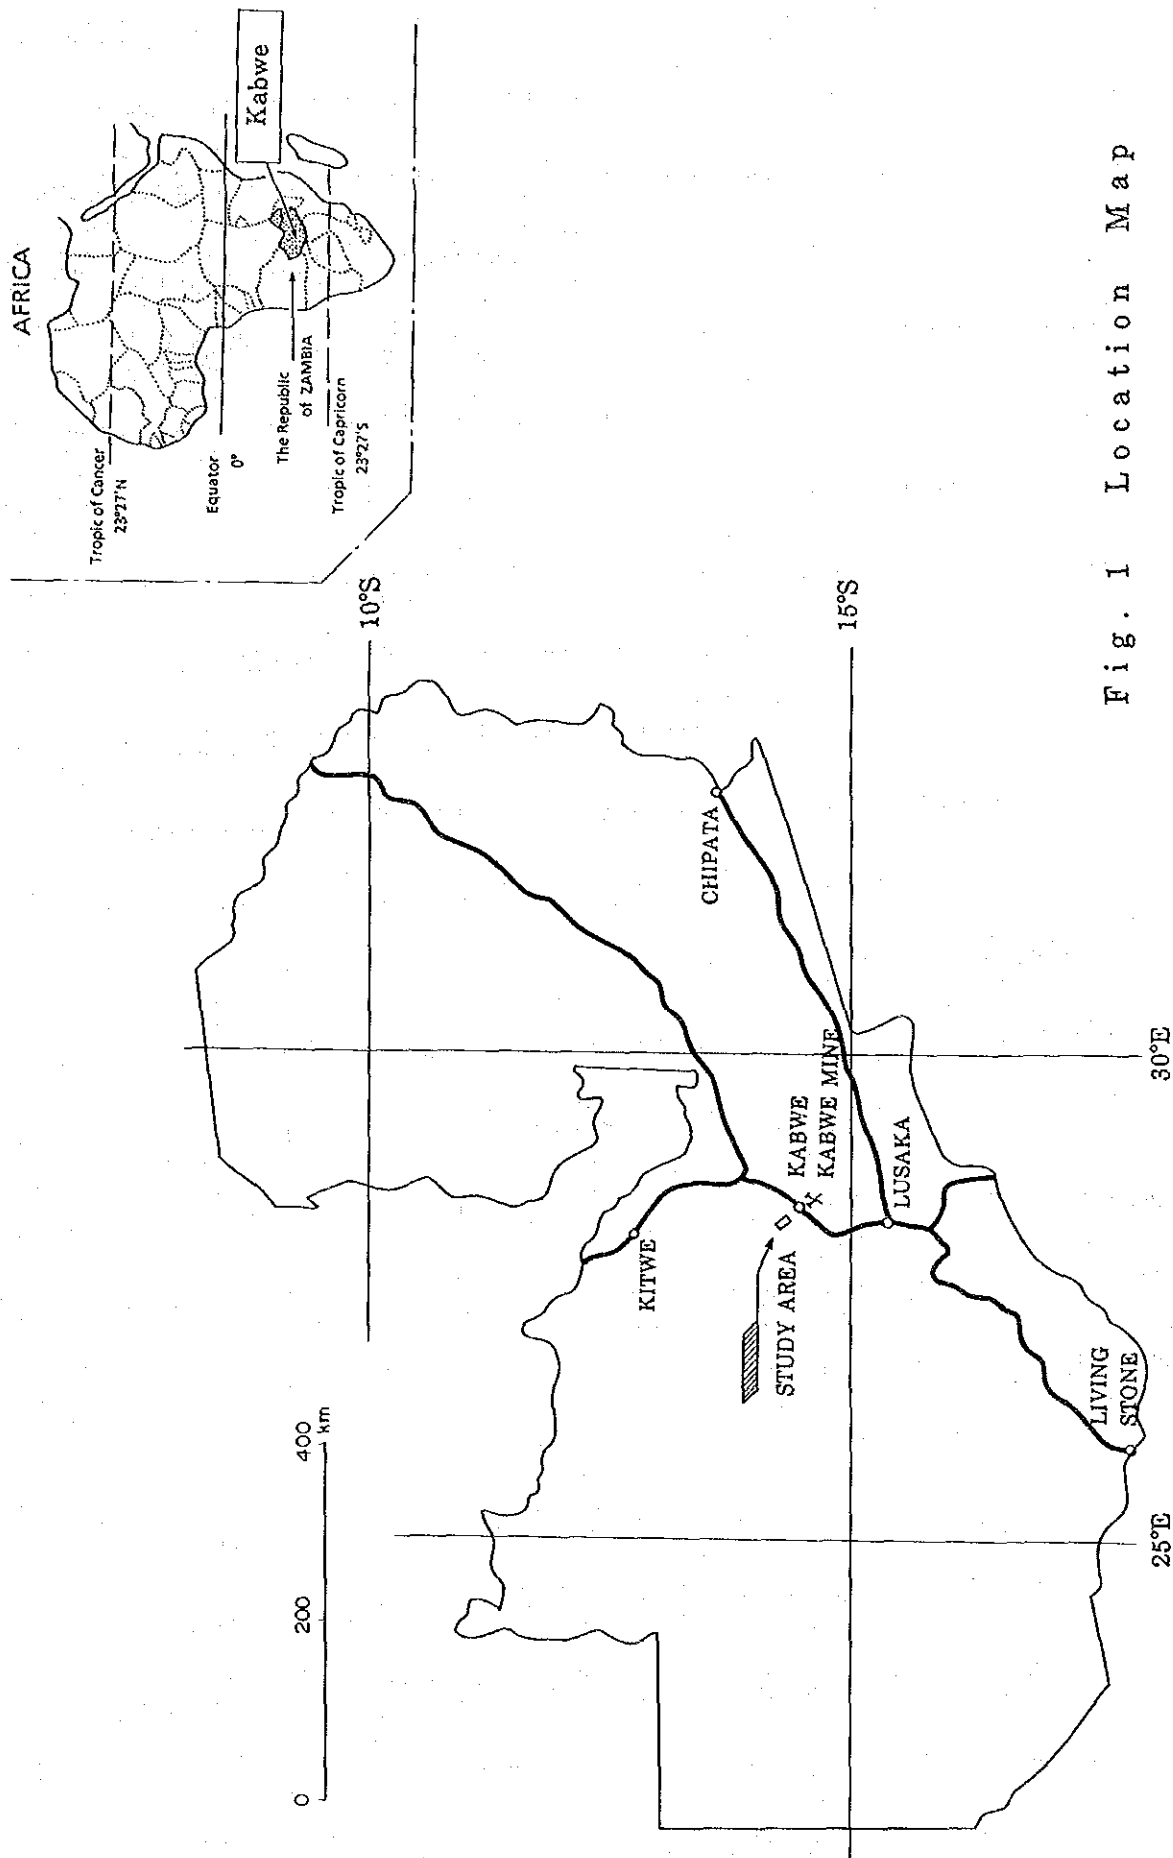 AFRICA
Tropic of Cancer
23°27'N
Equator
0°
The Republic
of ZAMBIA
Tropic of Capricorn
23°27'S
Kabwe
0
200
400
km
10°S
15°S
25°E
30°E
KITWE
CHIPATA
KABWE
KABWE MINE
STUDY AREA
LUSAKA
LIVING
STONE
Fig. 1 Location Map